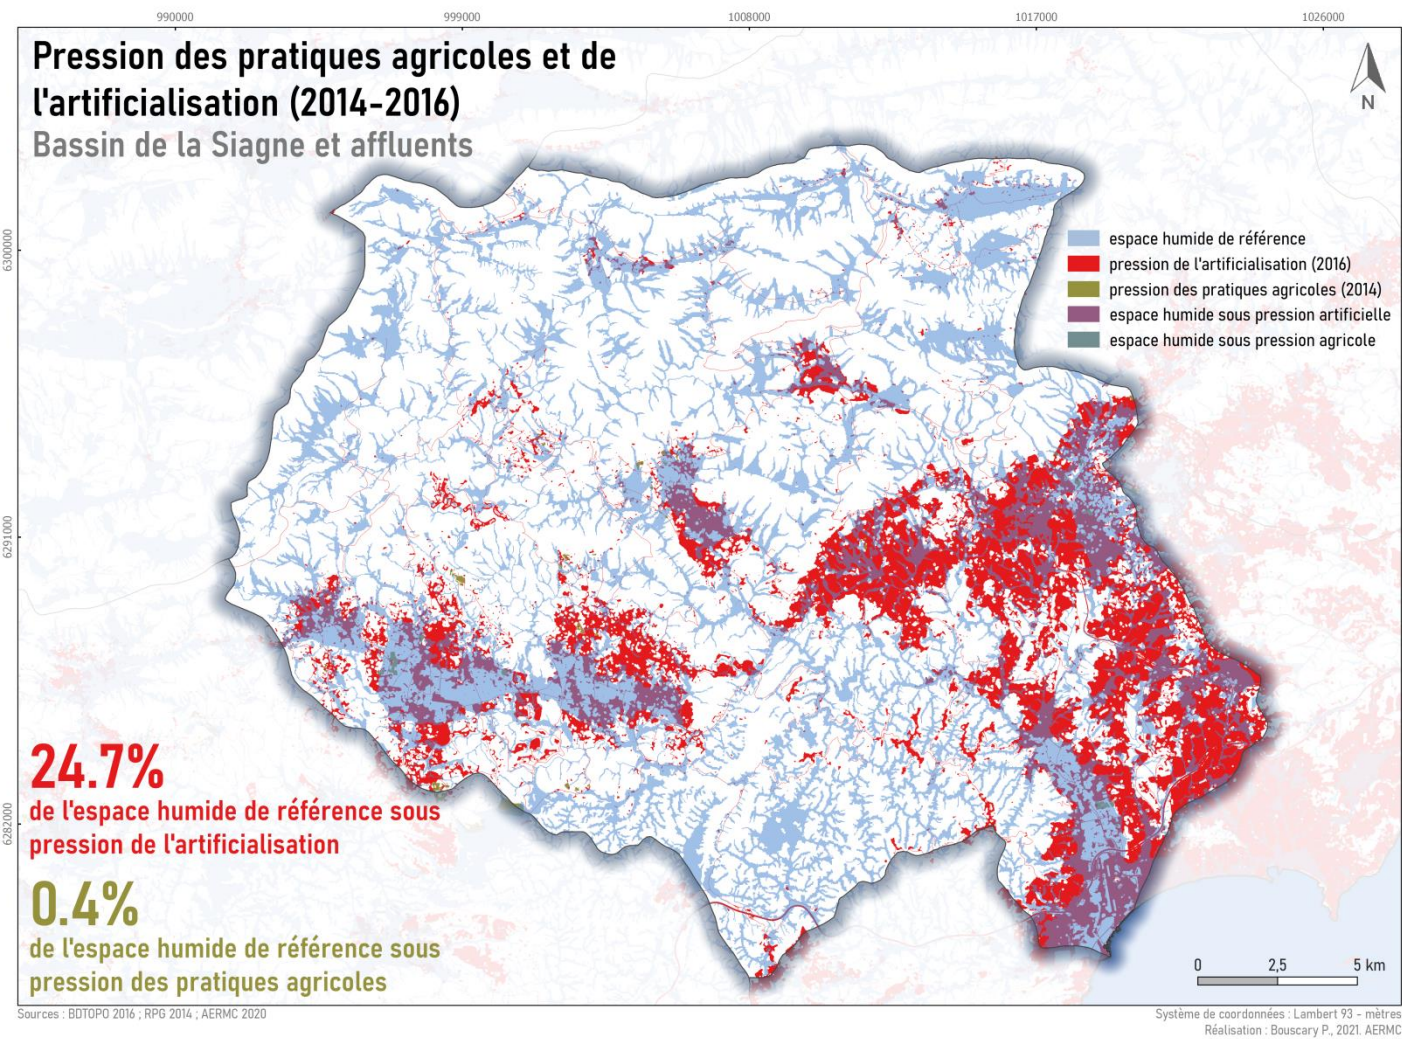 990000
999000
1008000
1017000
1026000
Pression des pratiques agricoles et de
l'artificialisation (2014-2016)
Bassin de la Siagne et affluents
N
6300000
6291000
6282000
espace humide de référence
pression de l'artificialisation (2016)
pression des pratiques agricoles (2014)
espace humide sous pression artificielle
espace humide sous pression agricole
24.7%
de l'espace humide de référence sous
pression de l'artificialisation
0.4%
de l'espace humide de référence sous
pression des pratiques agricoles
0 2,5 5 km
Sources : BDTOPO 2016 ; RPG 2014 ; AERMC 2020
Système de coordonnées : Lambert 93 - mètres
Réalisation : Bouscary P., 2021. AERMC